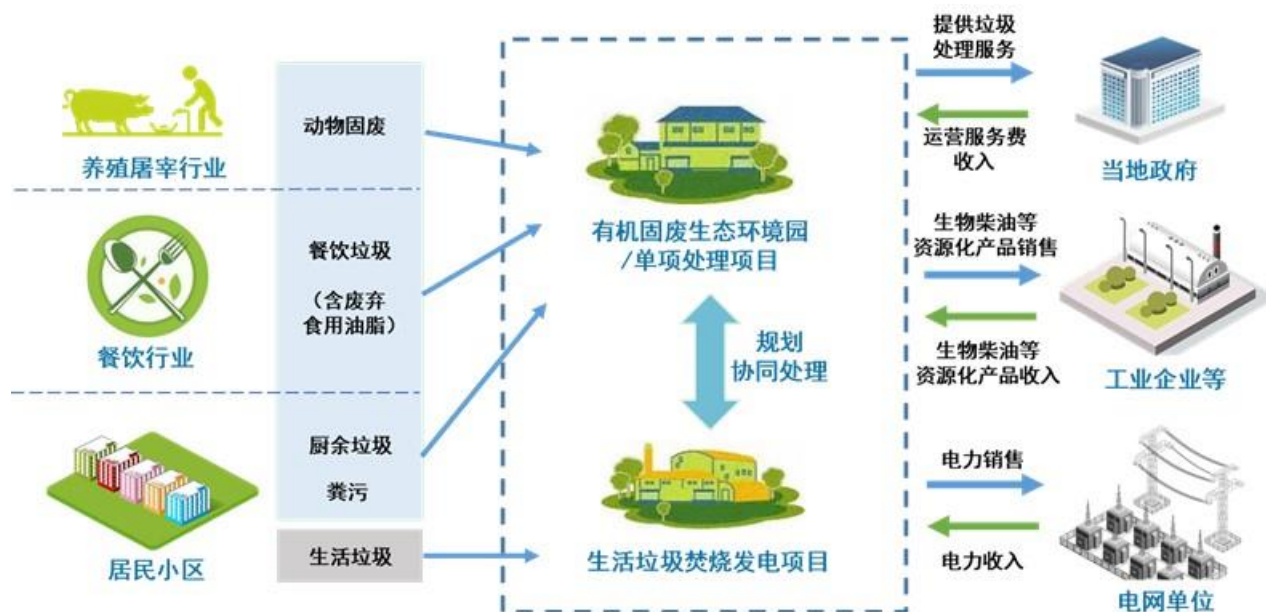 养殖屠宰行业
餐饮行业
居民小区
动物固废
餐饮垃圾
（含废弃
食用油脂）
厨余垃圾
粪污
生活垃圾
有机固废生态环境园
/单项处理项目
规划
协同处理
生活垃圾焚烧发电项目
提供垃圾
处理服务
运营服务费
收入
当地政府
生物柴油等
资源化产品销售
生物柴油等
资源化产品收入
工业企业等
电力销售
电力收入
电网单位